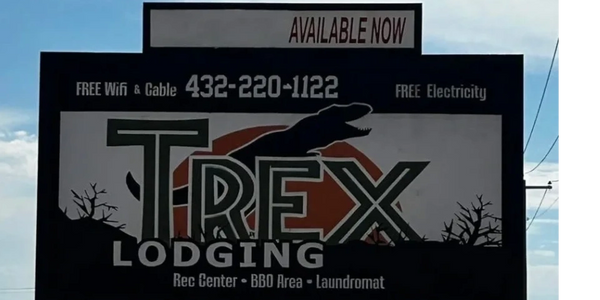 AVAILABLE NOW
FREE Wifi & Cable 432-220-1122 FREE Electricity
TREX
LODGING
Rec Center • BBQ Area • Laundromat